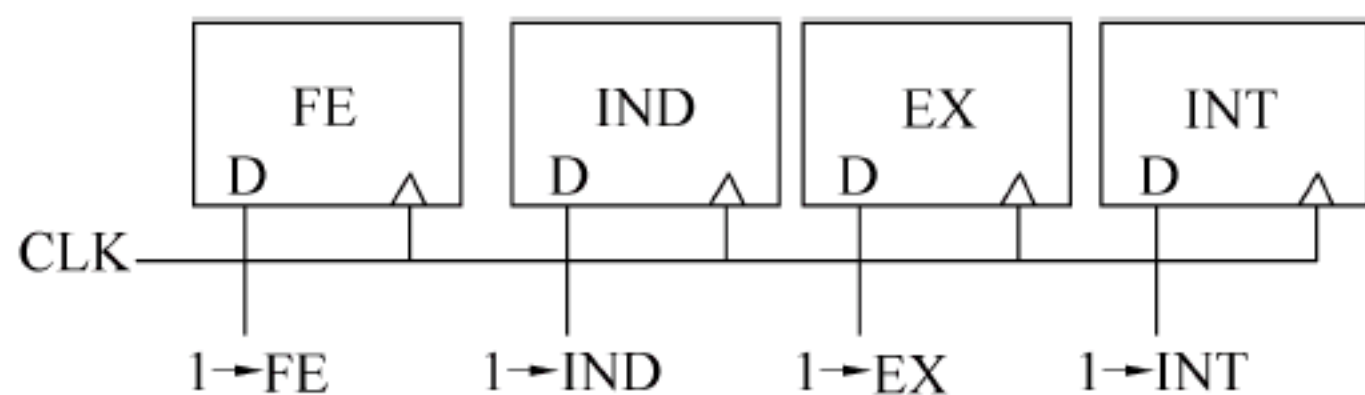 FE IND EX INT
D D D D
CLK
1→FE 1→IND 1→EX 1→INT